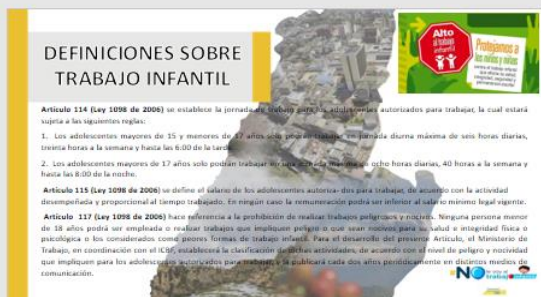 DEFINICIONES SOBRE
TRABAJO INFANTIL
Alto
al trabajo
infantil
Protejamos a
los niños y niñas
Artículo 114 (Ley 1098 de 2006) se establece la jornada de trabajo para los adolescentes autorizados para trabajar, la cual estará
sujeta a las siguientes reglas:
1. Los adolescentes mayores de 15 y menores de 17 años sólo podrán trabajar en jornada diurna máxima de seis horas diarias,
treinta horas a la semana y hasta las 6:00 de la tarde.
2. Los adolescentes mayores de 17 años solo podrán trabajar en una jornada máxima de ocho horas diarias, 40 horas a la semana y
hasta las 8:00 de la noche.
Artículo 115 (Ley 1098 de 2006) se define el salario de los adolescentes autoriza- dos para trabajar, de acuerdo con la actividad
desempeñada y proporcional al tiempo trabajado. En ningún caso la remuneración podrá ser inferior al salario mínimo legal vigente.
Artículo 117 (Ley 1098 de 2006) hace referencia a la prohibición de realizar trabajos peligrosos y nocivos. Ninguna persona menor
de 18 años podrá ser empleada o realizar trabajos que impliquen peligro o que sean nocivos para su salud e integridad física o
psicológica o los considerados como peores formas de trabajo infantil. Para el desarrollo del presente Artículo, el Ministerio de
Trabajo, en coordinación con el ICBF, establecerá la clasificación de dichas actividades, de acuerdo con el nivel de peligro y nocividad
que impliquen para los adolescentes autorizados para trabajar, y la publicará cada dos años periódicamente en distintos medios de
comunicación.
NO